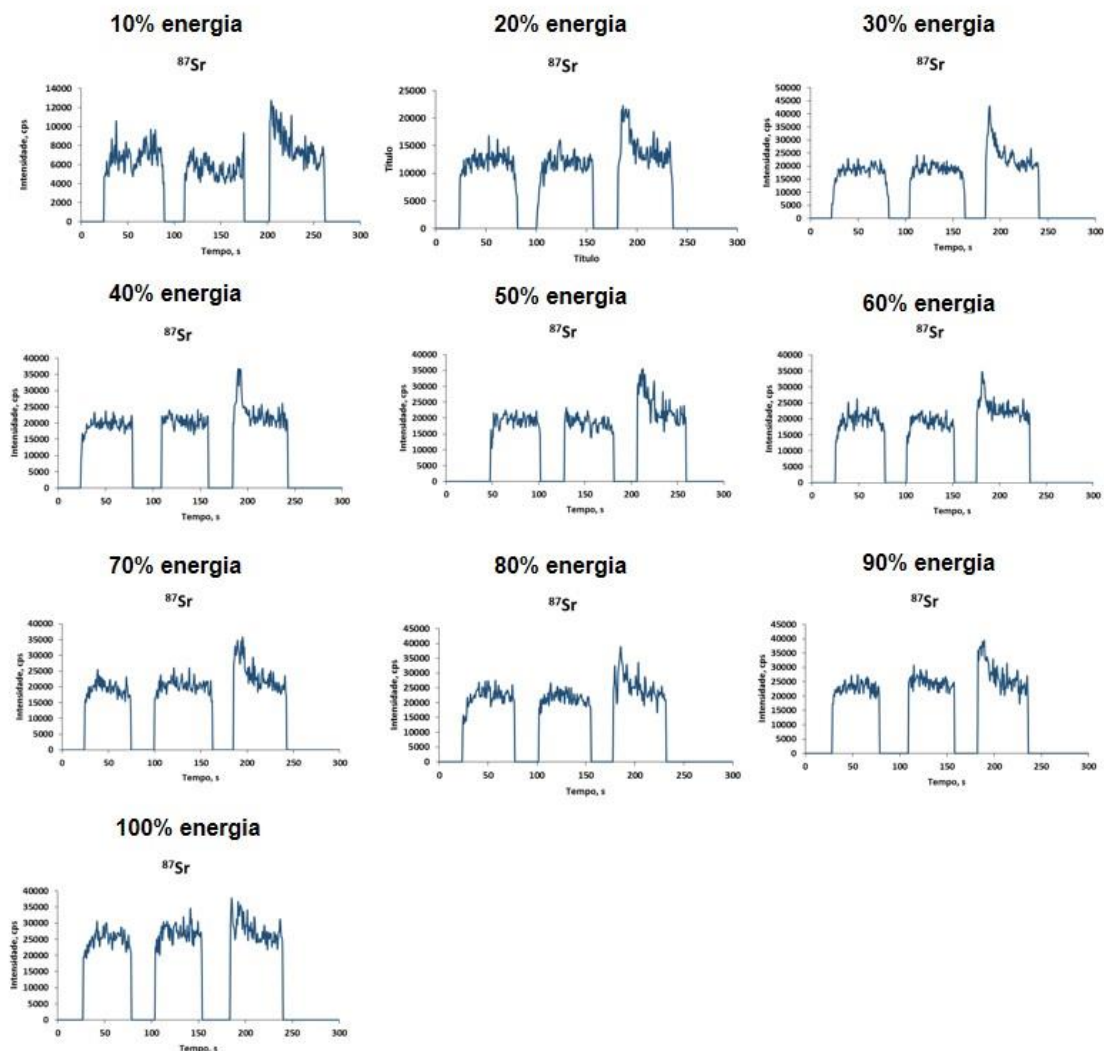 10% energia
⁸⁷Sr
Intensidade, cps
14000
12000
10000
8000
6000
4000
2000
0
0 50 100 150 200 250 300
Tempo, s
20% energia
⁸⁷Sr
Título
25000
20000
15000
10000
5000
0
0 50 100 150 200 250 300
Título
30% energia
⁸⁷Sr
Intensidade, cps
50000
45000
40000
35000
30000
25000
20000
15000
10000
5000
0
0 50 100 150 200 250 300
Tempo, s
40% energia
⁸⁷Sr
Intensidade, cps
40000
35000
30000
25000
20000
15000
10000
5000
0
0 50 100 150 200 250 300
Tempo, s
50% energia
⁸⁷Sr
Intensidade, cps
40000
35000
30000
25000
20000
15000
10000
5000
0
0 50 100 150 200 250 300
Tempo, s
60% energia
⁸⁷Sr
Intensidade, cps
40000
35000
30000
25000
20000
15000
10000
5000
0
0 50 100 150 200 250 300
Tempo, s
70% energia
⁸⁷Sr
Intensidade, cps
40000
35000
30000
25000
20000
15000
10000
5000
0
0 50 100 150 200 250 300
Tempo, s
80% energia
⁸⁷Sr
Intensidade, cps
45000
40000
35000
30000
25000
20000
15000
10000
5000
0
0 50 100 150 200 250 300
Tempo, s
90% energia
⁸⁷Sr
Intensidade, cps
45000
40000
35000
30000
25000
20000
15000
10000
5000
0
0 50 100 150 200 250 300
Tempo, s
100% energia
⁸⁷Sr
Intensidade, cps
40000
35000
30000
25000
20000
15000
10000
5000
0
0 50 100 150 200 250 300
Tempo, s